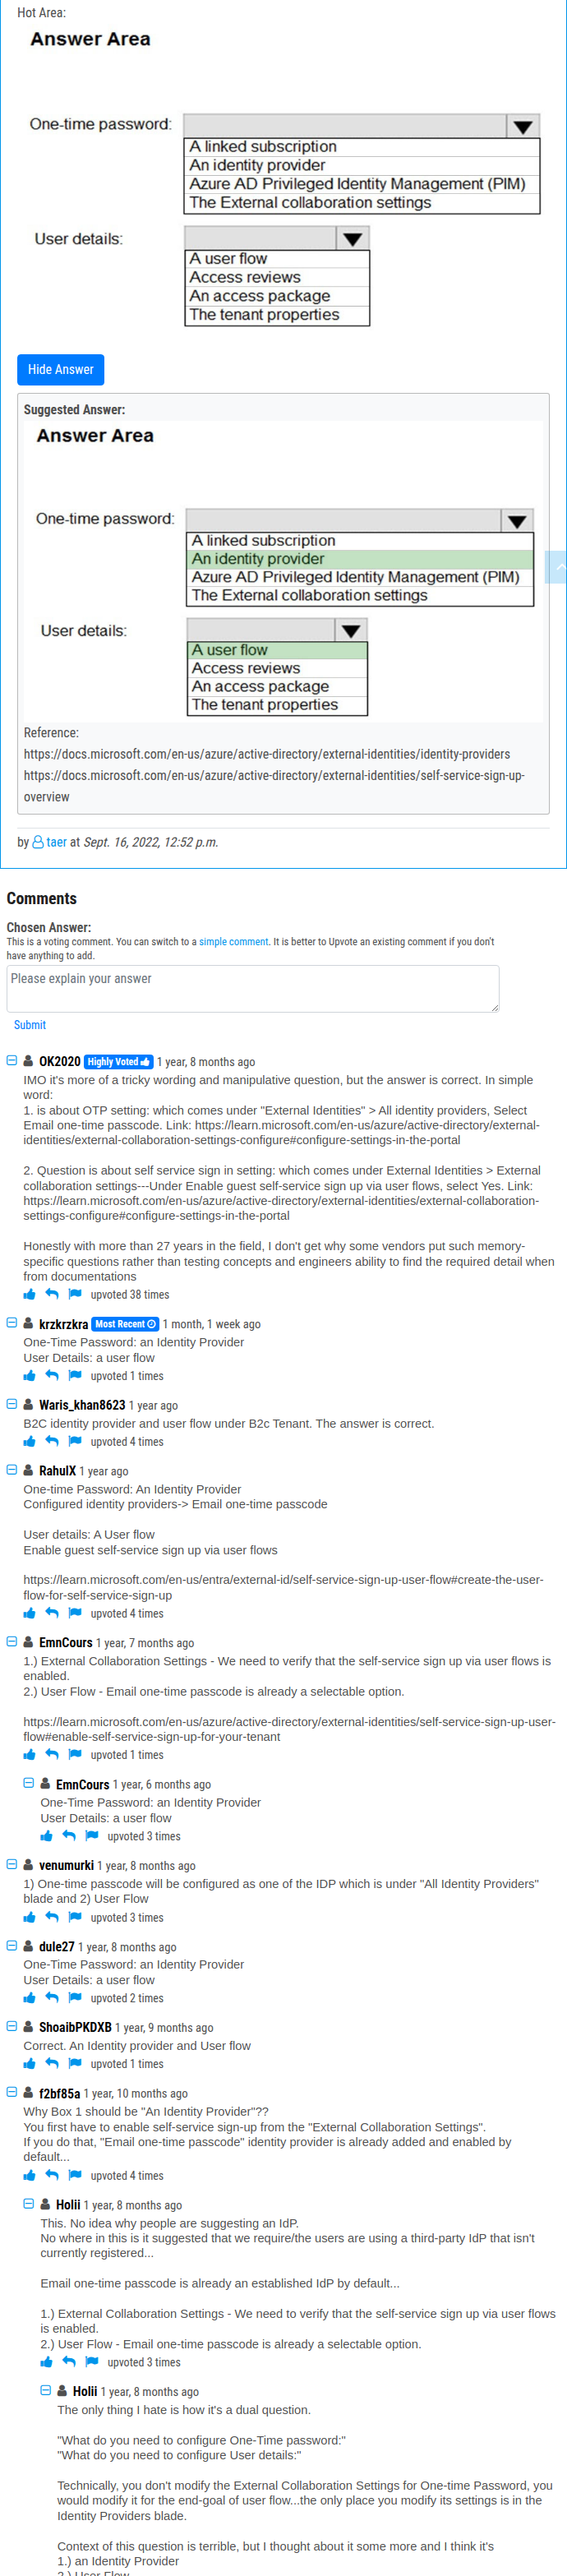 Hot Area:
Answer Area
One-time password:
A linked subscription
An identity provider
Azure AD Privileged Identity Management (PIM)
The External collaboration settings
User details:
A user flow
Access reviews
An access package
The tenant properties
Hide Answer
Suggested Answer:
Answer Area
One-time password:
A linked subscription
An identity provider
Azure AD Privileged Identity Management (PIM)
The External collaboration settings
User details:
A user flow
Access reviews
An access package
The tenant properties
Reference:
https://docs.microsoft.com/en-us/azure/active-directory/external-identities/identity-providers
https://docs.microsoft.com/en-us/azure/active-directory/external-identities/self-service-sign-up-
overview
by taer at Sept. 16, 2022, 12:52 p.m.
Comments
Chosen Answer:
This is a voting comment. You can switch to a simple comment. It is better to Upvote an existing comment if you don't
have anything to add.
Please explain your answer
Submit
OK2020 Highly Voted 1 year, 8 months ago
IMO it's more of a tricky wording and manipulative question, but the answer is correct. In simple
word:
1. is about OTP setting: which comes under "External Identities" > All identity providers, Select
Email one-time passcode. Link: https://learn.microsoft.com/en-us/azure/active-directory/external-
identities/external-collaboration-settings-configure#configure-settings-in-the-portal
2. Question is about self service sign in setting: which comes under External Identities > External
collaboration settings---Under Enable guest self-service sign up via user flows, select Yes. Link:
https://learn.microsoft.com/en-us/azure/active-directory/external-identities/external-collaboration-
settings-configure#configure-settings-in-the-portal
Honestly with more than 27 years in the field, I don't get why some vendors put such memory-
specific questions rather than testing concepts and engineers ability to find the required detail when
from documentations
upvoted 38 times
krzkrzkra Most Recent 1 month, 1 week ago
One-Time Password: an Identity Provider
User Details: a user flow
upvoted 1 times
Waris_khan8623 1 year ago
B2C identity provider and user flow under B2c Tenant. The answer is correct.
upvoted 4 times
RahulX 1 year ago
One-time Password: An Identity Provider
Configured identity providers-> Email one-time passcode
User details: A User flow
Enable guest self-service sign up via user flows
https://learn.microsoft.com/en-us/entra/external-id/self-service-sign-up-user-flow#create-the-user-
flow-for-self-service-sign-up
upvoted 4 times
EmnCours 1 year, 7 months ago
1.) External Collaboration Settings - We need to verify that the self-service sign up via user flows is
enabled.
2.) User Flow - Email one-time passcode is already a selectable option.
https://learn.microsoft.com/en-us/azure/active-directory/external-identities/self-service-sign-up-user-
flow#enable-self-service-sign-up-for-your-tenant
upvoted 1 times
EmnCours 1 year, 6 months ago
One-Time Password: an Identity Provider
User Details: a user flow
upvoted 3 times
venumurki 1 year, 8 months ago
1) One-time passcode will be configured as one of the IDP which is under "All Identity Providers"
blade and 2) User Flow
upvoted 3 times
dule27 1 year, 8 months ago
One-Time Password: an Identity Provider
User Details: a user flow
upvoted 2 times
ShoaibPKDXB 1 year, 9 months ago
Correct. An Identity provider and User flow
upvoted 1 times
f2bf85a 1 year, 10 months ago
Why Box 1 should be "An Identity Provider"??
You first have to enable self-service sign-up from the "External Collaboration Settings".
If you do that, "Email one-time passcode" identity provider is already added and enabled by
default...
upvoted 4 times
Holii 1 year, 8 months ago
This. No idea why people are suggesting an IdP.
No where in this is it suggested that we require/the users are using a third-party IdP that isn't
currently registered...
Email one-time passcode is already an established IdP by default...
1.) External Collaboration Settings - We need to verify that the self-service sign up via user flows
is enabled.
2.) User Flow - Email one-time passcode is already a selectable option.
upvoted 3 times
Holii 1 year, 8 months ago
The only thing I hate is how it's a dual question.
"What do you need to configure One-Time password:"
"What do you need to configure User details:"
Technically, you don't modify the External Collaboration Settings for One-time Password, you
would modify it for the end-goal of user flow...the only place you modify its settings is in the
Identity Providers blade.
Context of this question is terrible, but I thought about it some more and I think it's
1.) an Identity Provider
2.) User Flow